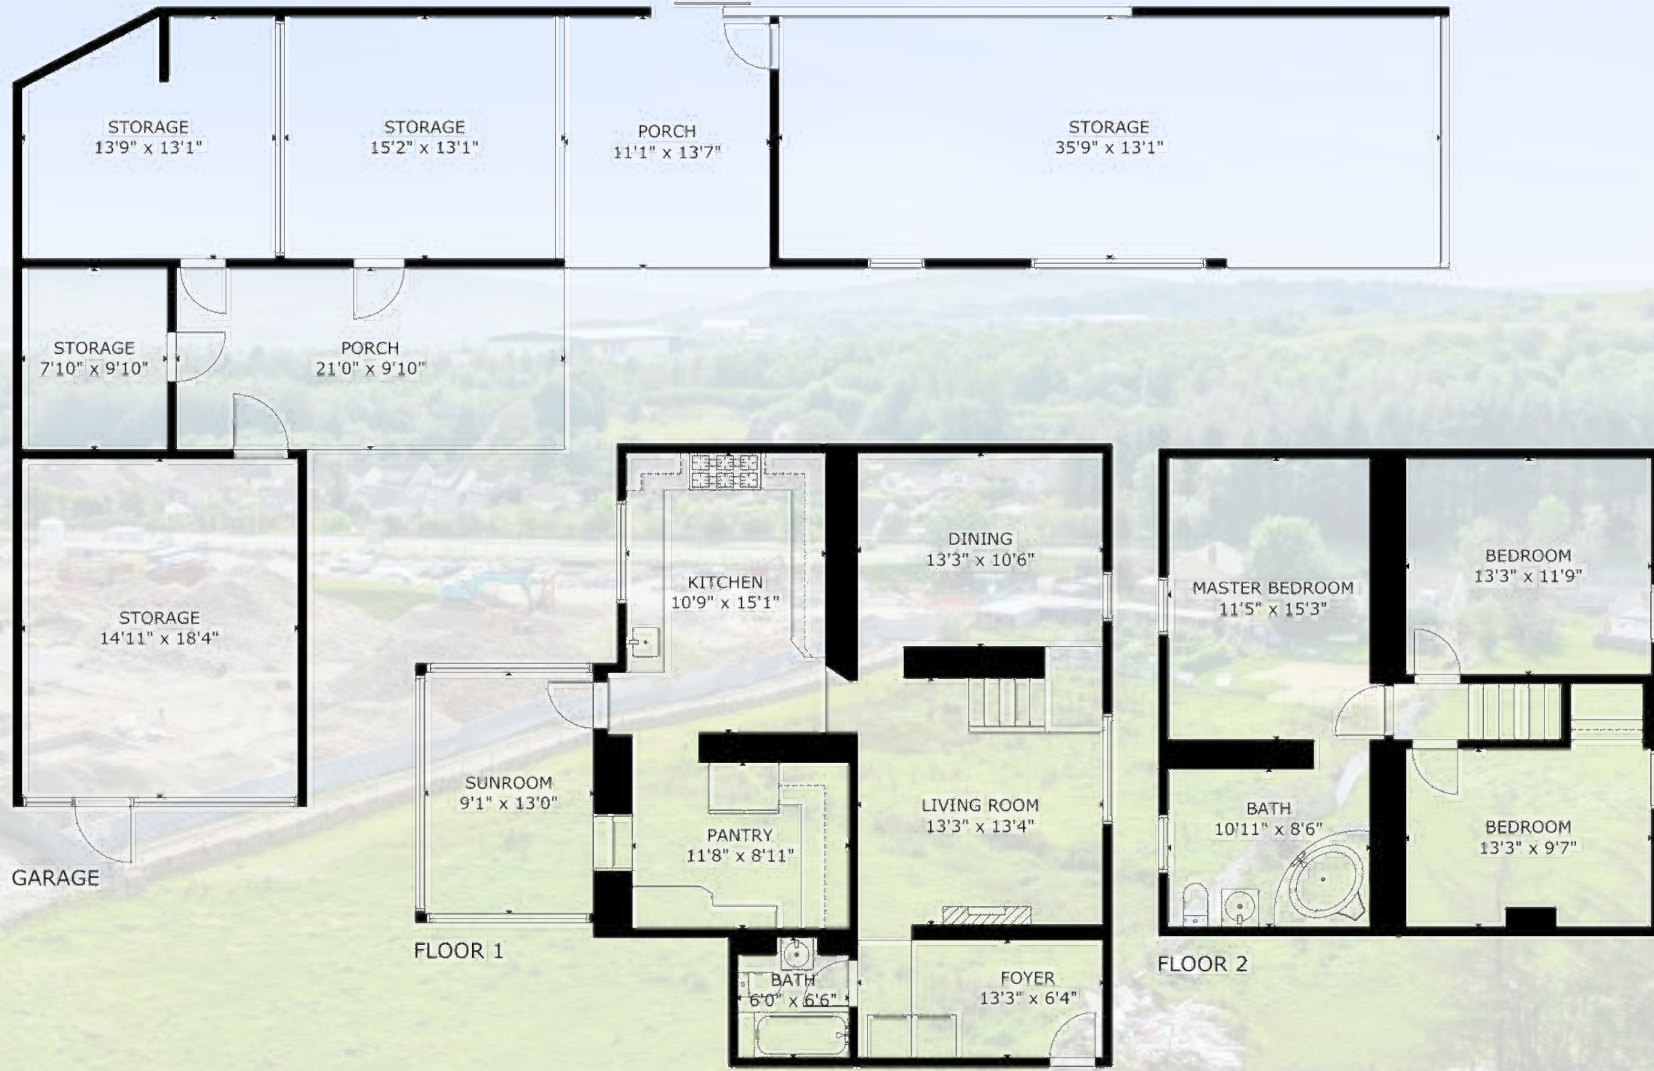 STORAGE
13'9" x 13'1"
STORAGE
15'2" x 13'1"
PORCH
11'1" x 13'7"
STORAGE
35'9" x 13'1"
STORAGE
7'10" x 9'10"
PORCH
21'0" x 9'10"
STORAGE
14'11" x 18'4"
GARAGE
KITCHEN
10'9" x 15'1"
DINING
13'3" x 10'6"
SUNROOM
9'1" x 13'0"
PANTRY
11'8" x 8'11"
LIVING ROOM
13'3" x 13'4"
BATH
6'0" x 6'6"
FOYER
13'3" x 6'4"
FLOOR 1
MASTER BEDROOM
11'5" x 15'3"
BEDROOM
13'3" x 11'9"
BATH
10'11" x 8'6"
BEDROOM
13'3" x 9'7"
FLOOR 2